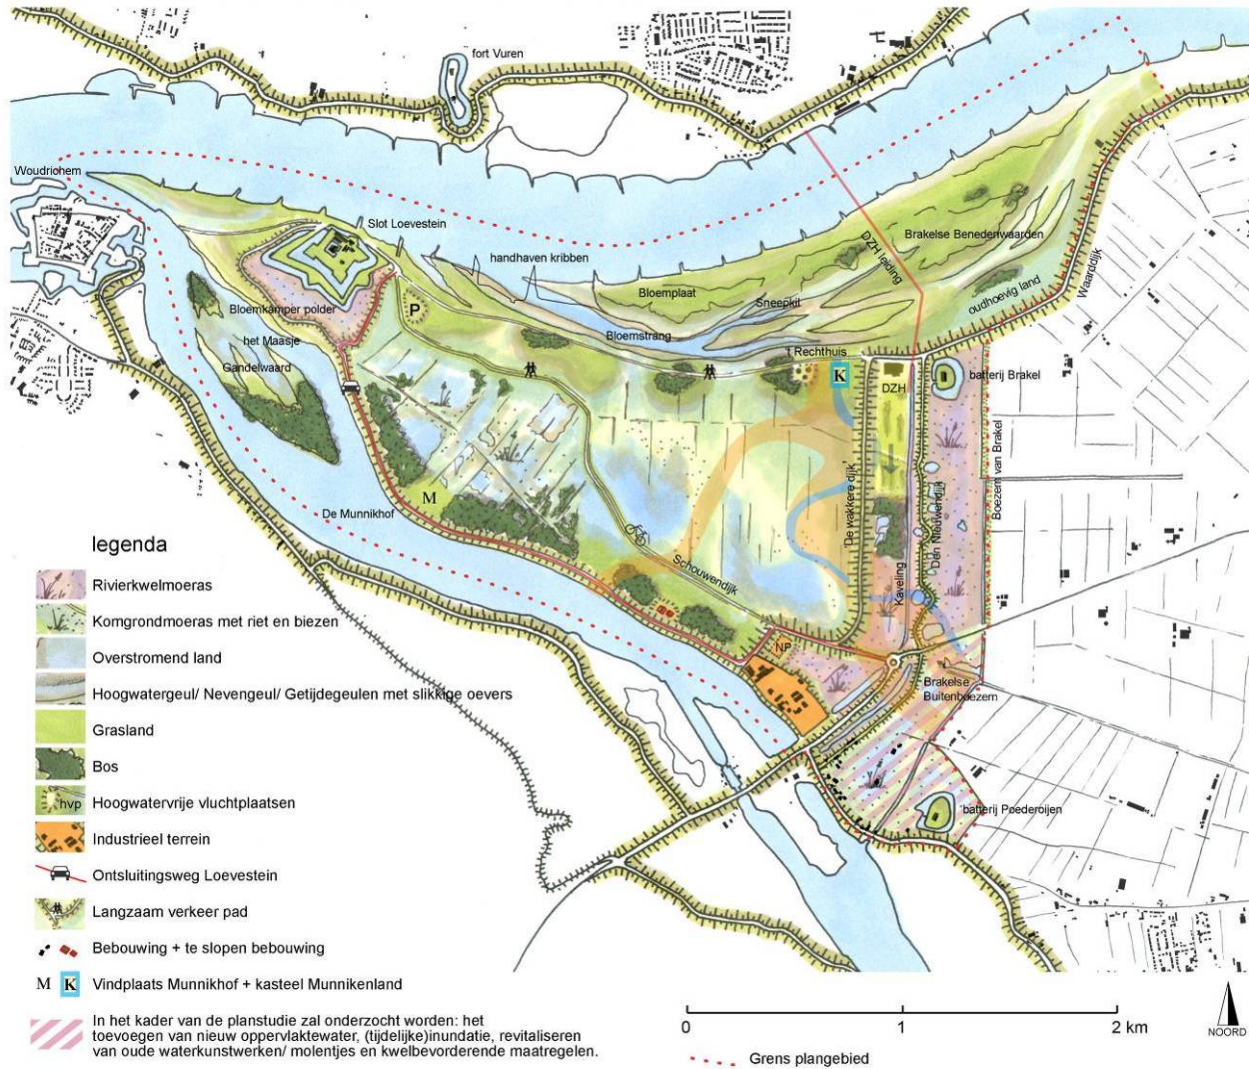 fort Vuren
Woudrichem
Slot Loevestein
handhaven kribben
DZH leiding
Brakelse Benedenwaarden
Waarddijk
Bloemplaat
Sneepkil
oudhoevig land
Bloemkamper polder
P
Bloemstrang
't Rechthuis
het Maasje
Gandelwaard
K
DZH
batterij Brakel
Boezem van Brakel
'De wakkere dijk'
Den Nieuwendijk
M
De Munnikhof
Schouwendijk
Kaveling
NP
Brakelse
Buitenboezem
batterij Poederoijen
legenda
Rivierkwelmoeras
Komgrondmoeras met riet en biezen
Overstromend land
Hoogwatergeul/ Nevengeul/ Getijdegeulen met slikkige oevers
Grasland
Bos
hvp Hoogwatervrije vluchtplaatsen
Industrieel terrein
Ontsluitingsweg Loevestein
Langzaam verkeer pad
Bebouwing + te slopen bebouwing
M K Vindplaats Munnikhof + kasteel Munnikenland
In het kader van de planstudie zal onderzocht worden: het
toevoegen van nieuw oppervlaktewater, (tijdelijke)inundatie, revitaliseren
van oude waterkunstwerken/ molentjes en kwelbevorderende maatregelen.
0 1 2 km
Grens plangebied
NOORD